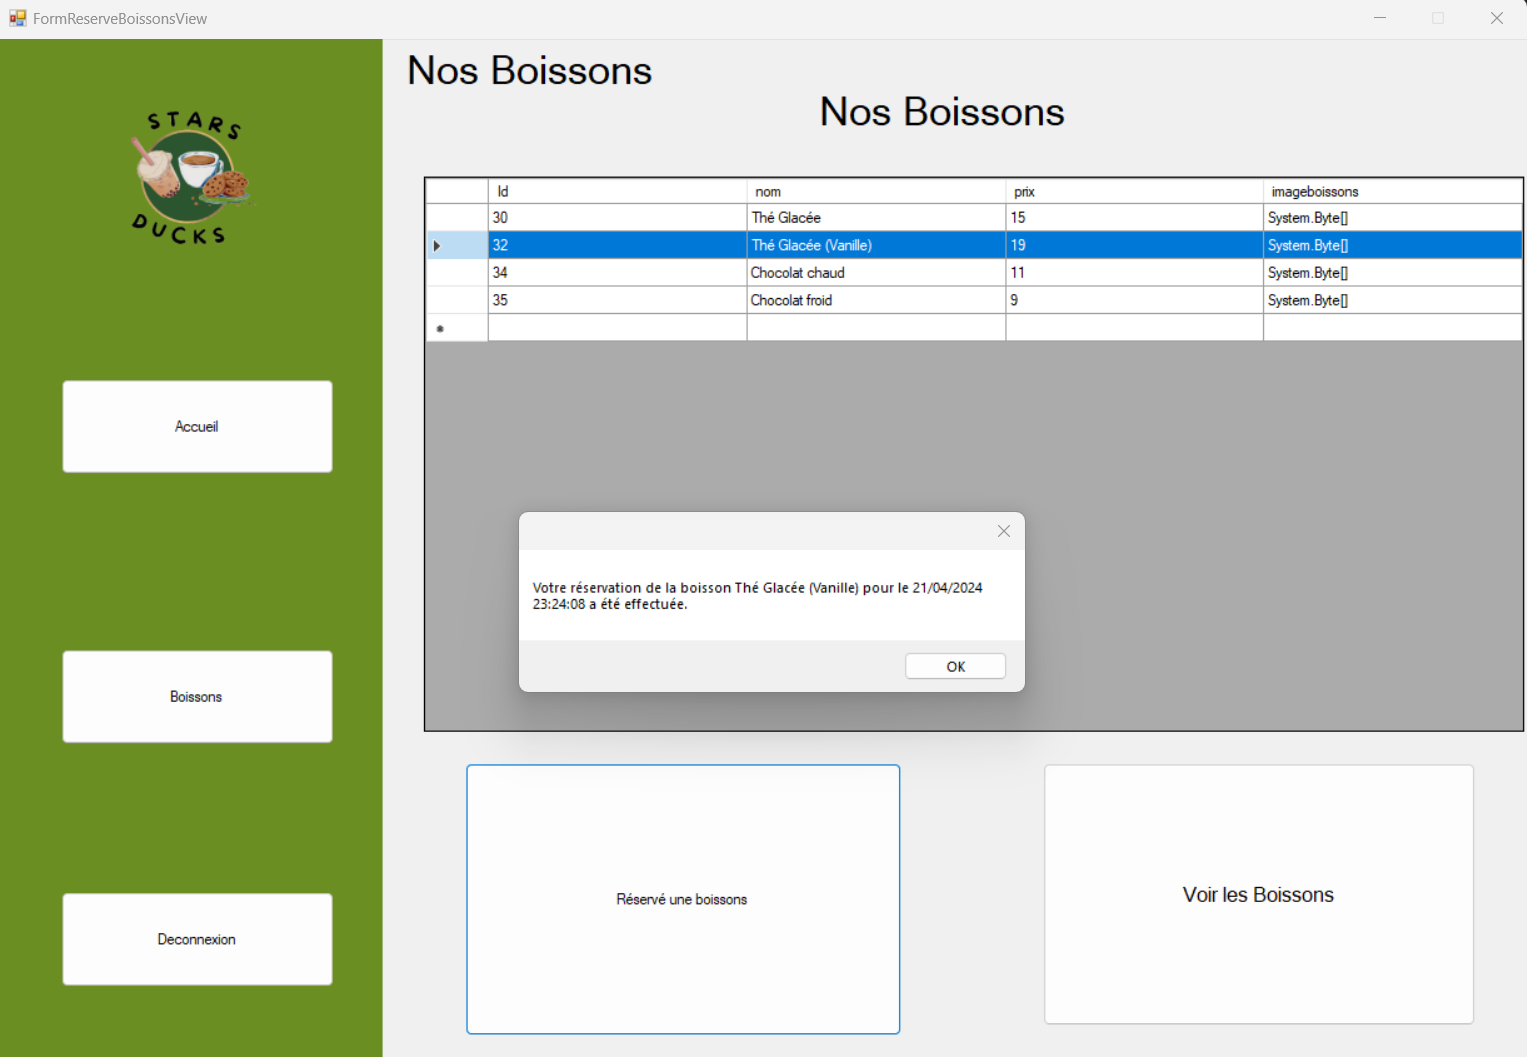 FormReserveBoissonsView
STARS
DUCKS
Accueil
Boissons
Deconnexion
Nos Boissons
Nos Boissons
Id nom prix imageboissons
30 Thé Glacée 15 System.Byte[]
32 Thé Glacée (Vanille) 19 System.Byte[]
34 Chocolat chaud 11 System.Byte[]
35 Chocolat froid 9 System.Byte[]
Votre réservation de la boisson Thé Glacée (Vanille) pour le 21/04/2024
23:24:08 a été effectuée.
OK
Réservé une boissons
Voir les Boissons